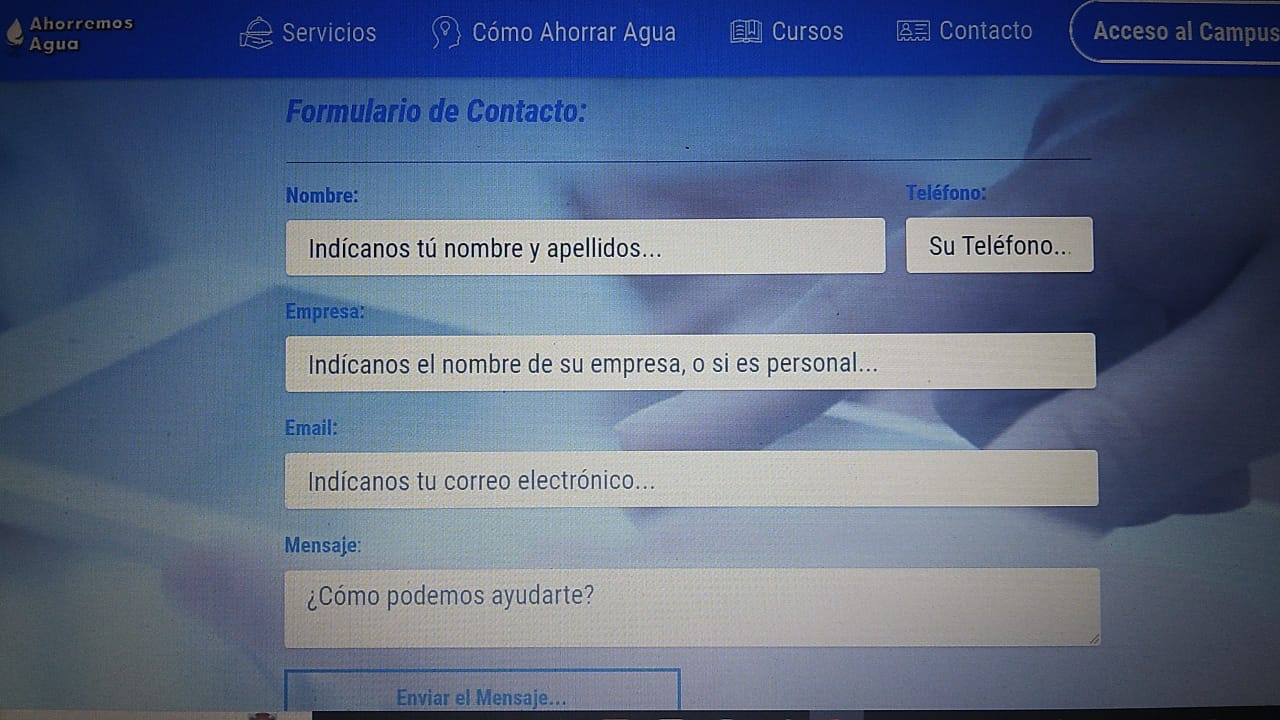 Ahorremos
Agua
Servicios
Cómo Ahorrar Agua
Cursos
Contacto
Acceso al Campus
Formulario de Contacto:
Nombre:
Teléfono:
Indícanos tú nombre y apellidos...
Su Teléfono...
Empresa:
Indícanos el nombre de su empresa, o si es personal...
Email:
Indícanos tu correo electrónico...
Mensaje:
¿Cómo podemos ayudarte?
Enviar el Mensaje...